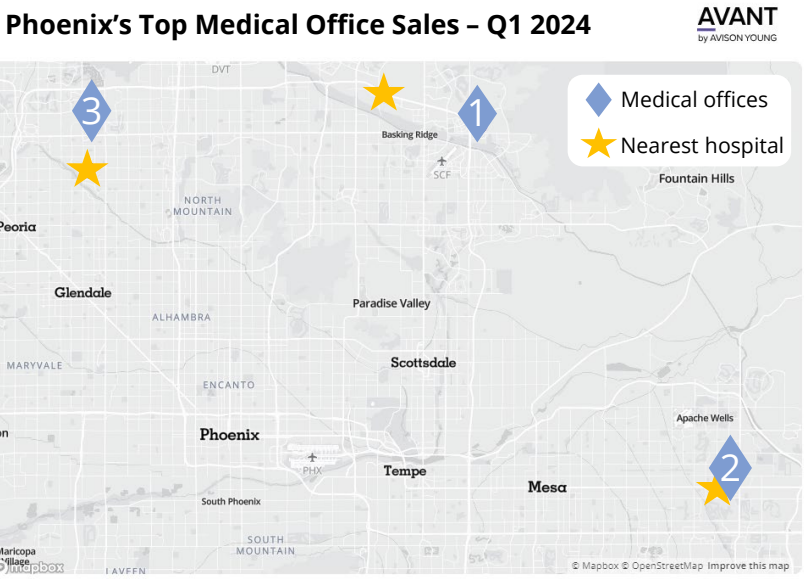 Phoenix's Top Medical Office Sales – Q1 2024
AVANT
by AVISON YOUNG
DVT
3
1
Medical offices
Nearest hospital
Basking Ridge
SCF
Fountain Hills
NORTH
MOUNTAIN
Peoria
Glendale
Paradise Valley
ALHAMBRA
Scottsdale
MARYVALE
ENCANTO
Apache Wells
Phoenix
on
PHX
Tempe
2
Mesa
South Phoenix
SOUTH
MOUNTAIN
Maricopa
Village
mapbox
LAVEEN
© Mapbox © OpenStreetMap Improve this map